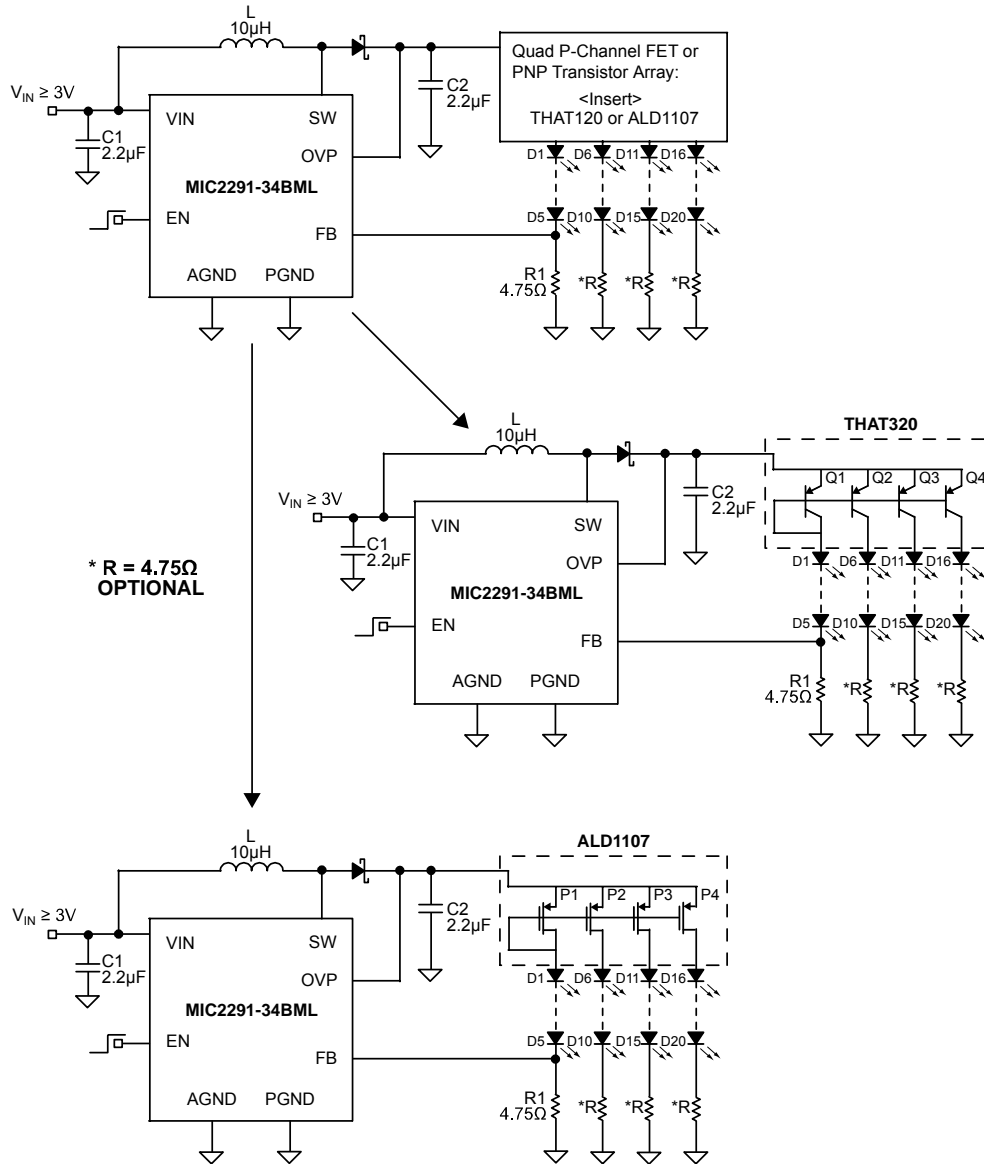 L
10µH
Quad P-Channel FET or
PNP Transistor Array:
<Insert>
THAT120 or ALD1107
VIN ≥ 3V
C1
2.2µF
VIN
SW
OVP
MIC2291-34BML
EN
FB
AGND
PGND
C2
2.2µF
D1
D6
D11
D16
D5
D10
D15
D20
R1
4.75Ω
*R
*R
*R
* R = 4.75Ω
OPTIONAL
L
10µH
THAT320
VIN ≥ 3V
C1
2.2µF
VIN
SW
OVP
MIC2291-34BML
EN
FB
AGND
PGND
C2
2.2µF
Q1
Q2
Q3
Q4
D1
D6
D11
D16
D5
D10
D15
D20
R1
4.75Ω
*R
*R
*R
L
10µH
ALD1107
VIN ≥ 3V
C1
2.2µF
VIN
SW
OVP
MIC2291-34BML
EN
FB
AGND
PGND
C2
2.2µF
P1
P2
P3
P4
D1
D6
D11
D16
D5
D10
D15
D20
R1
4.75Ω
*R
*R
*R